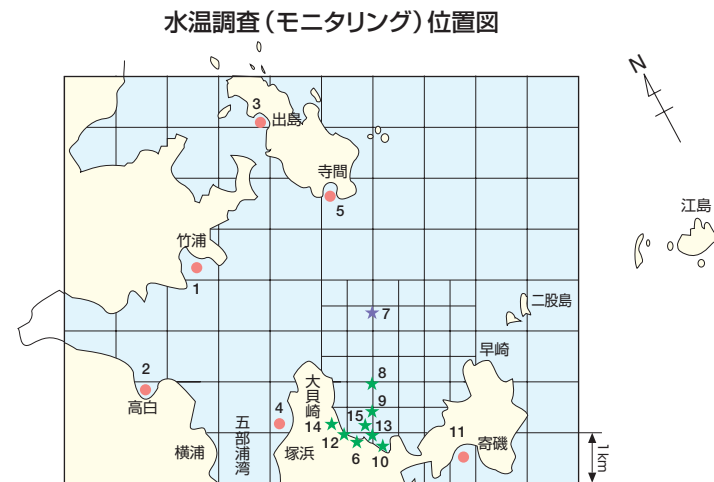 水温調査(モニタリング)位置図
N
3
出島
寺間
5
江島
竹浦
1
二股島
7
早崎
2
高白
大貝崎
8
9
4
14
15
13
12
6
10
11
寄磯
五部浦湾
横浦
塚浜
1km